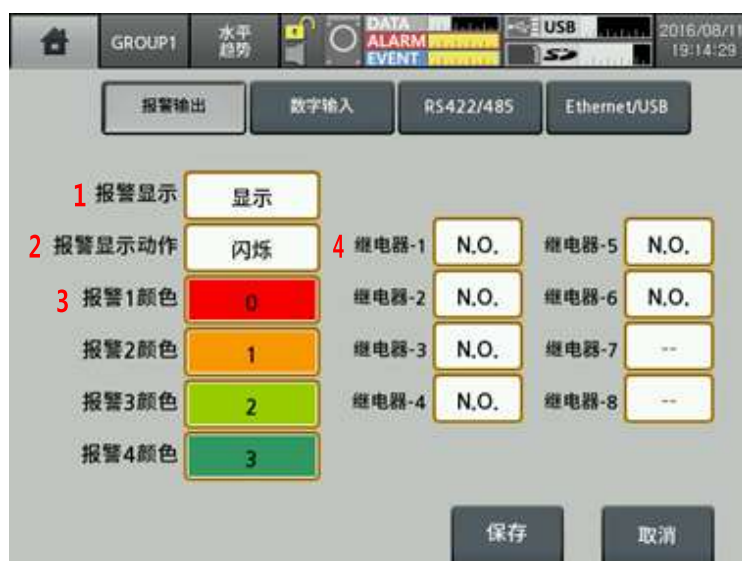 GROUP1
水平
趋势
DATA
ALARM
EVENT
USB
2016/08/11
19:14:29
报警输出
数字输入
RS422/485
Ethernet/USB
1 报警显示 显示
2 报警显示动作 闪烁
3 报警1颜色 0
报警2颜色 1
报警3颜色 2
报警4颜色 3
4 继电器-1 N.O. 继电器-5 N.O.
继电器-2 N.O. 继电器-6 N.O.
继电器-3 N.O. 继电器-7 --
继电器-4 N.O. 继电器-8 --
保存
取消